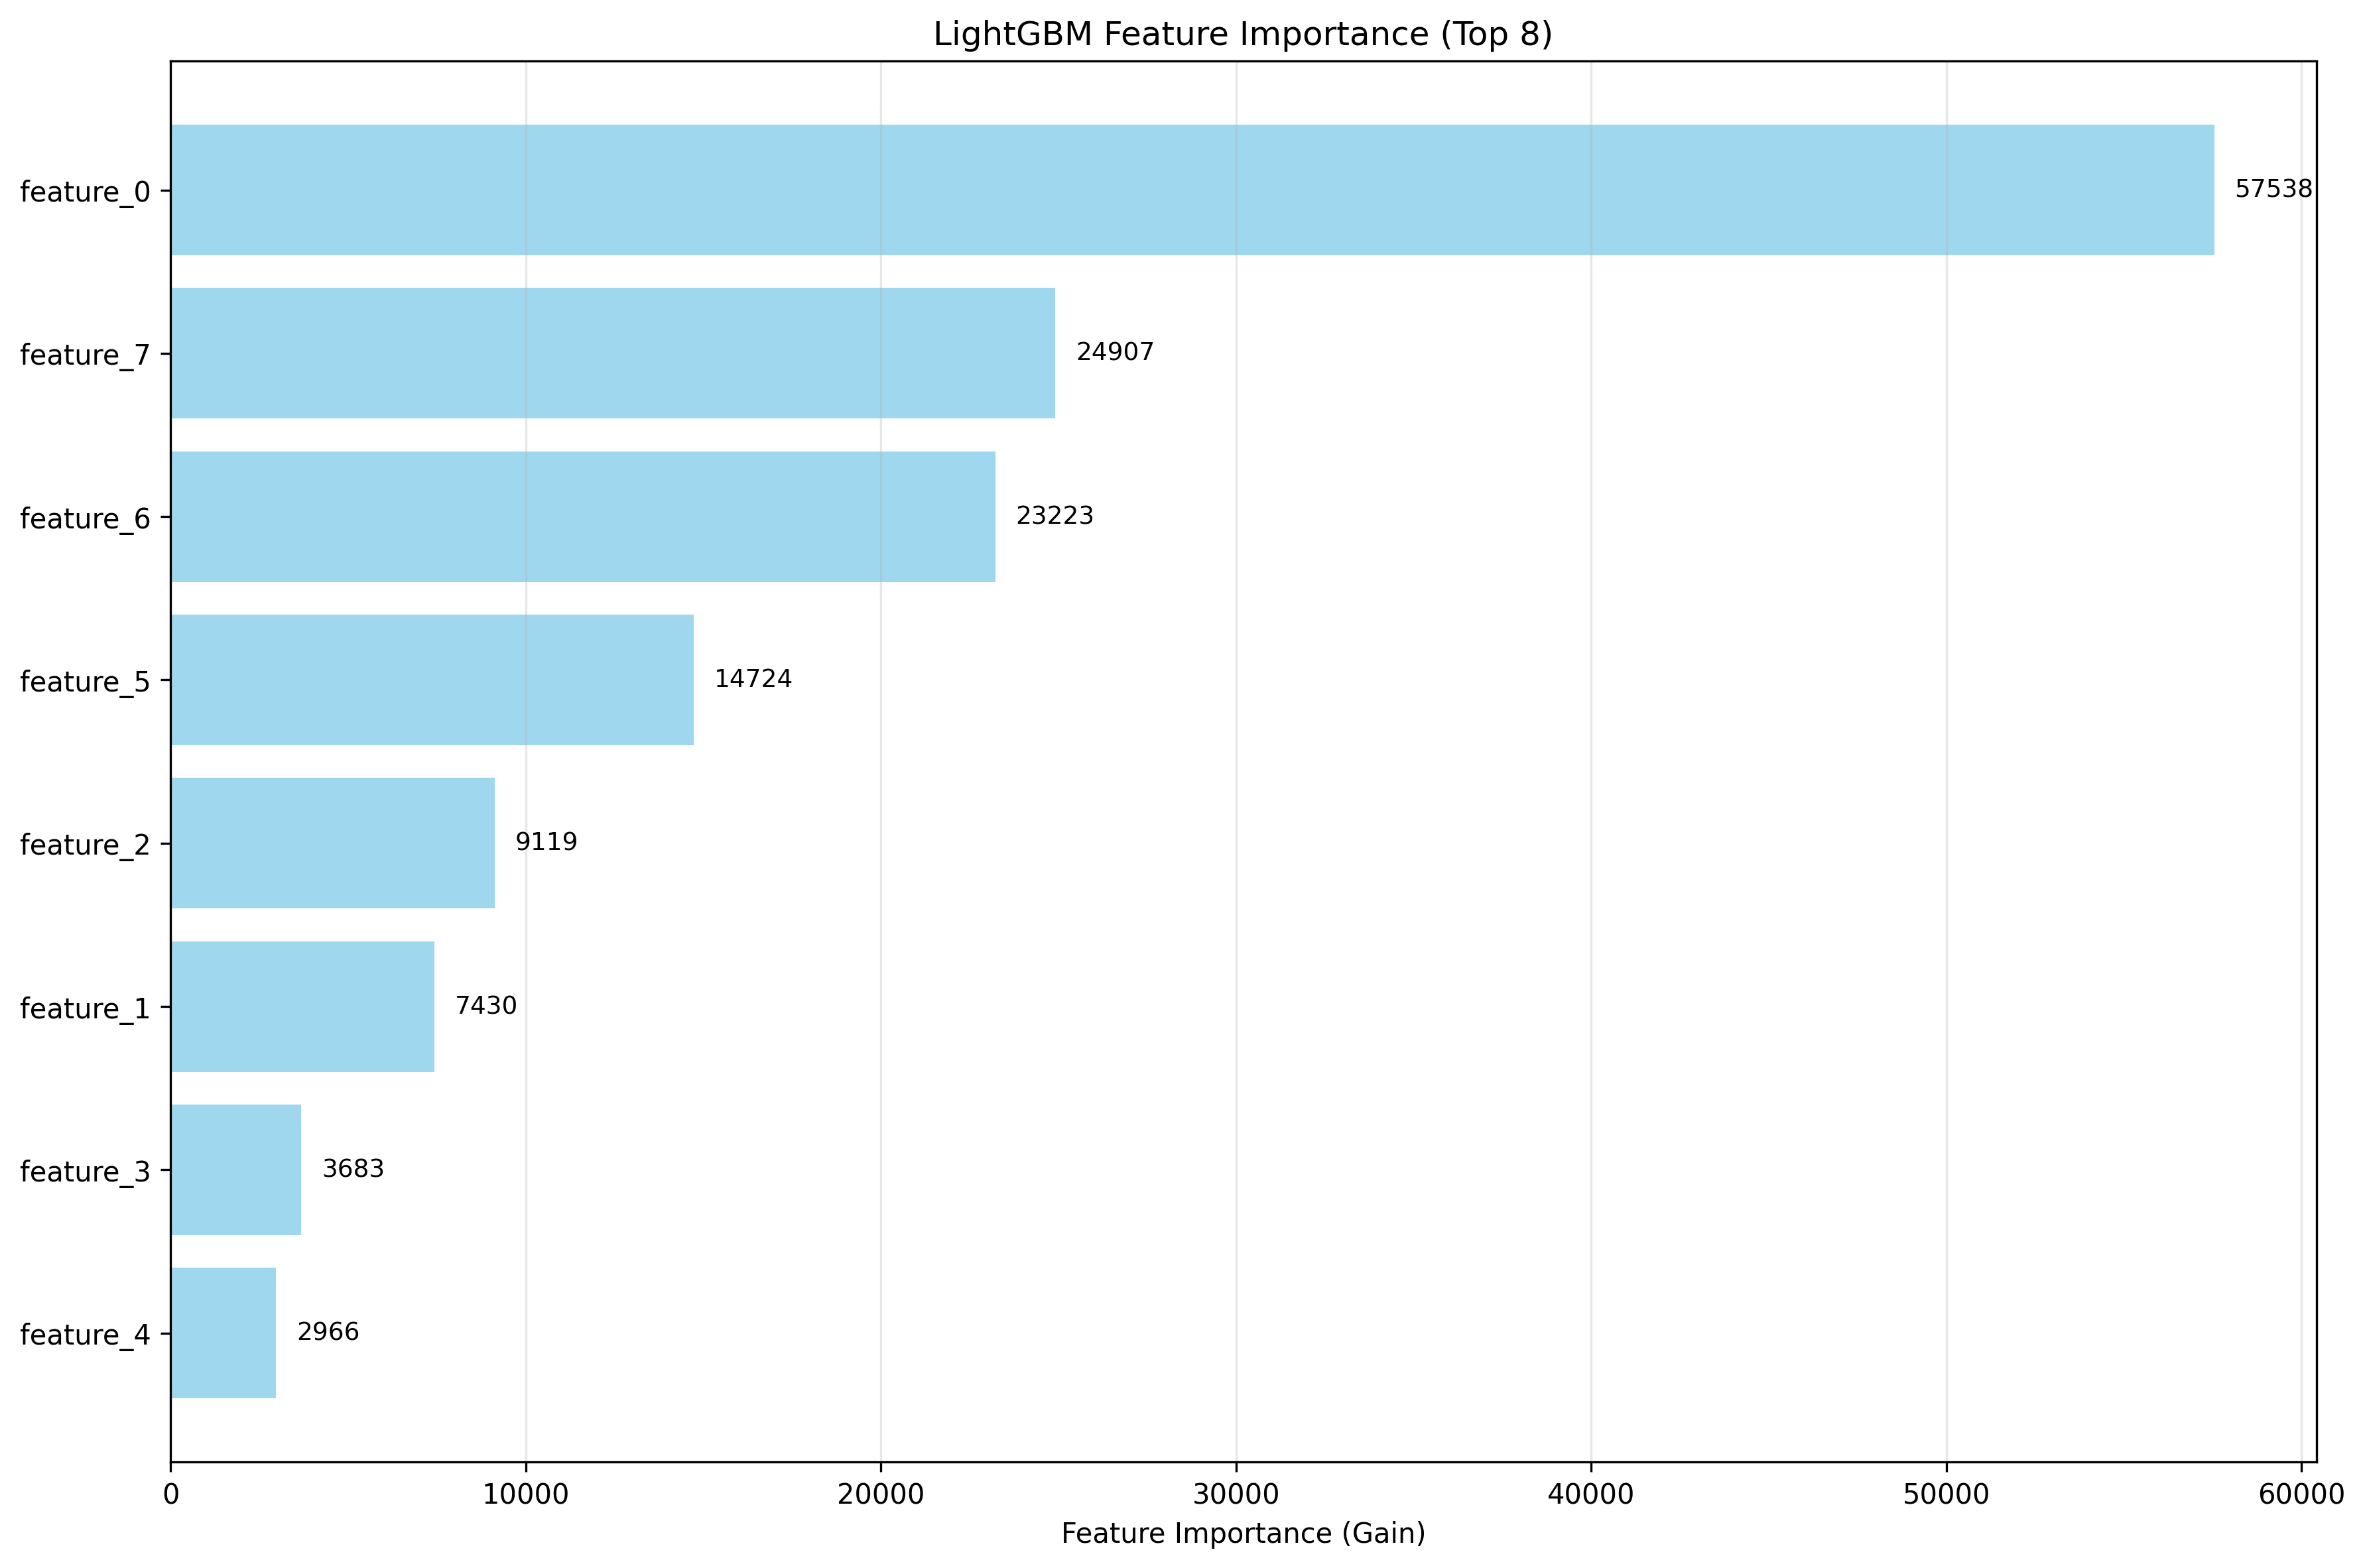 LightGBM Feature Importance (Top 8)
feature_0 57538
feature_7 24907
feature_6 23223
feature_5 14724
feature_2 9119
feature_1 7430
feature_3 3683
feature_4 2966
0 10000 20000 30000 40000 50000 60000
Feature Importance (Gain)